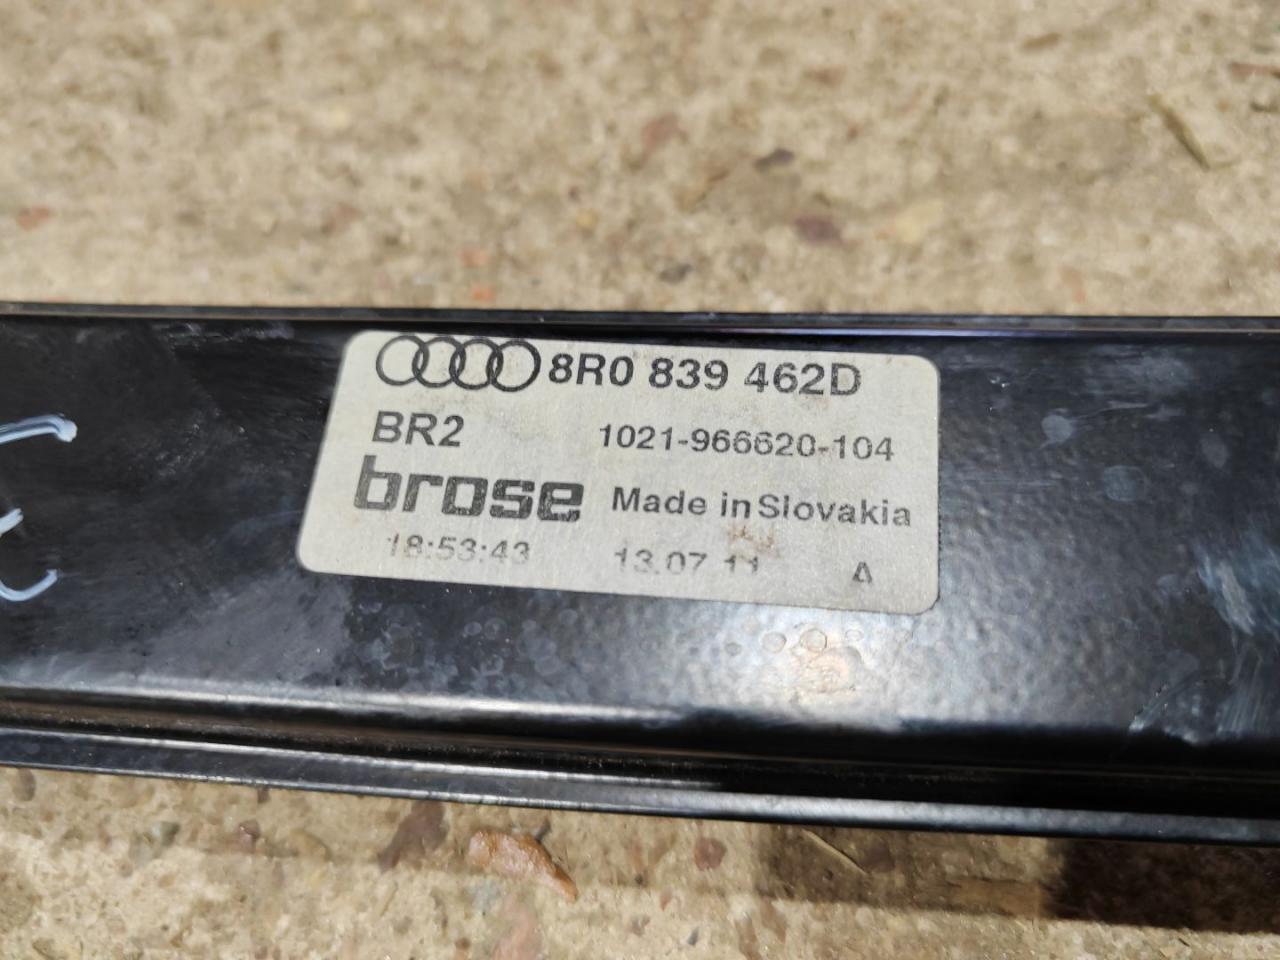 8R0 839 462D
BR2 1021-966620-104
brose Made in Slovakia
18:53:43 13.07 11 A